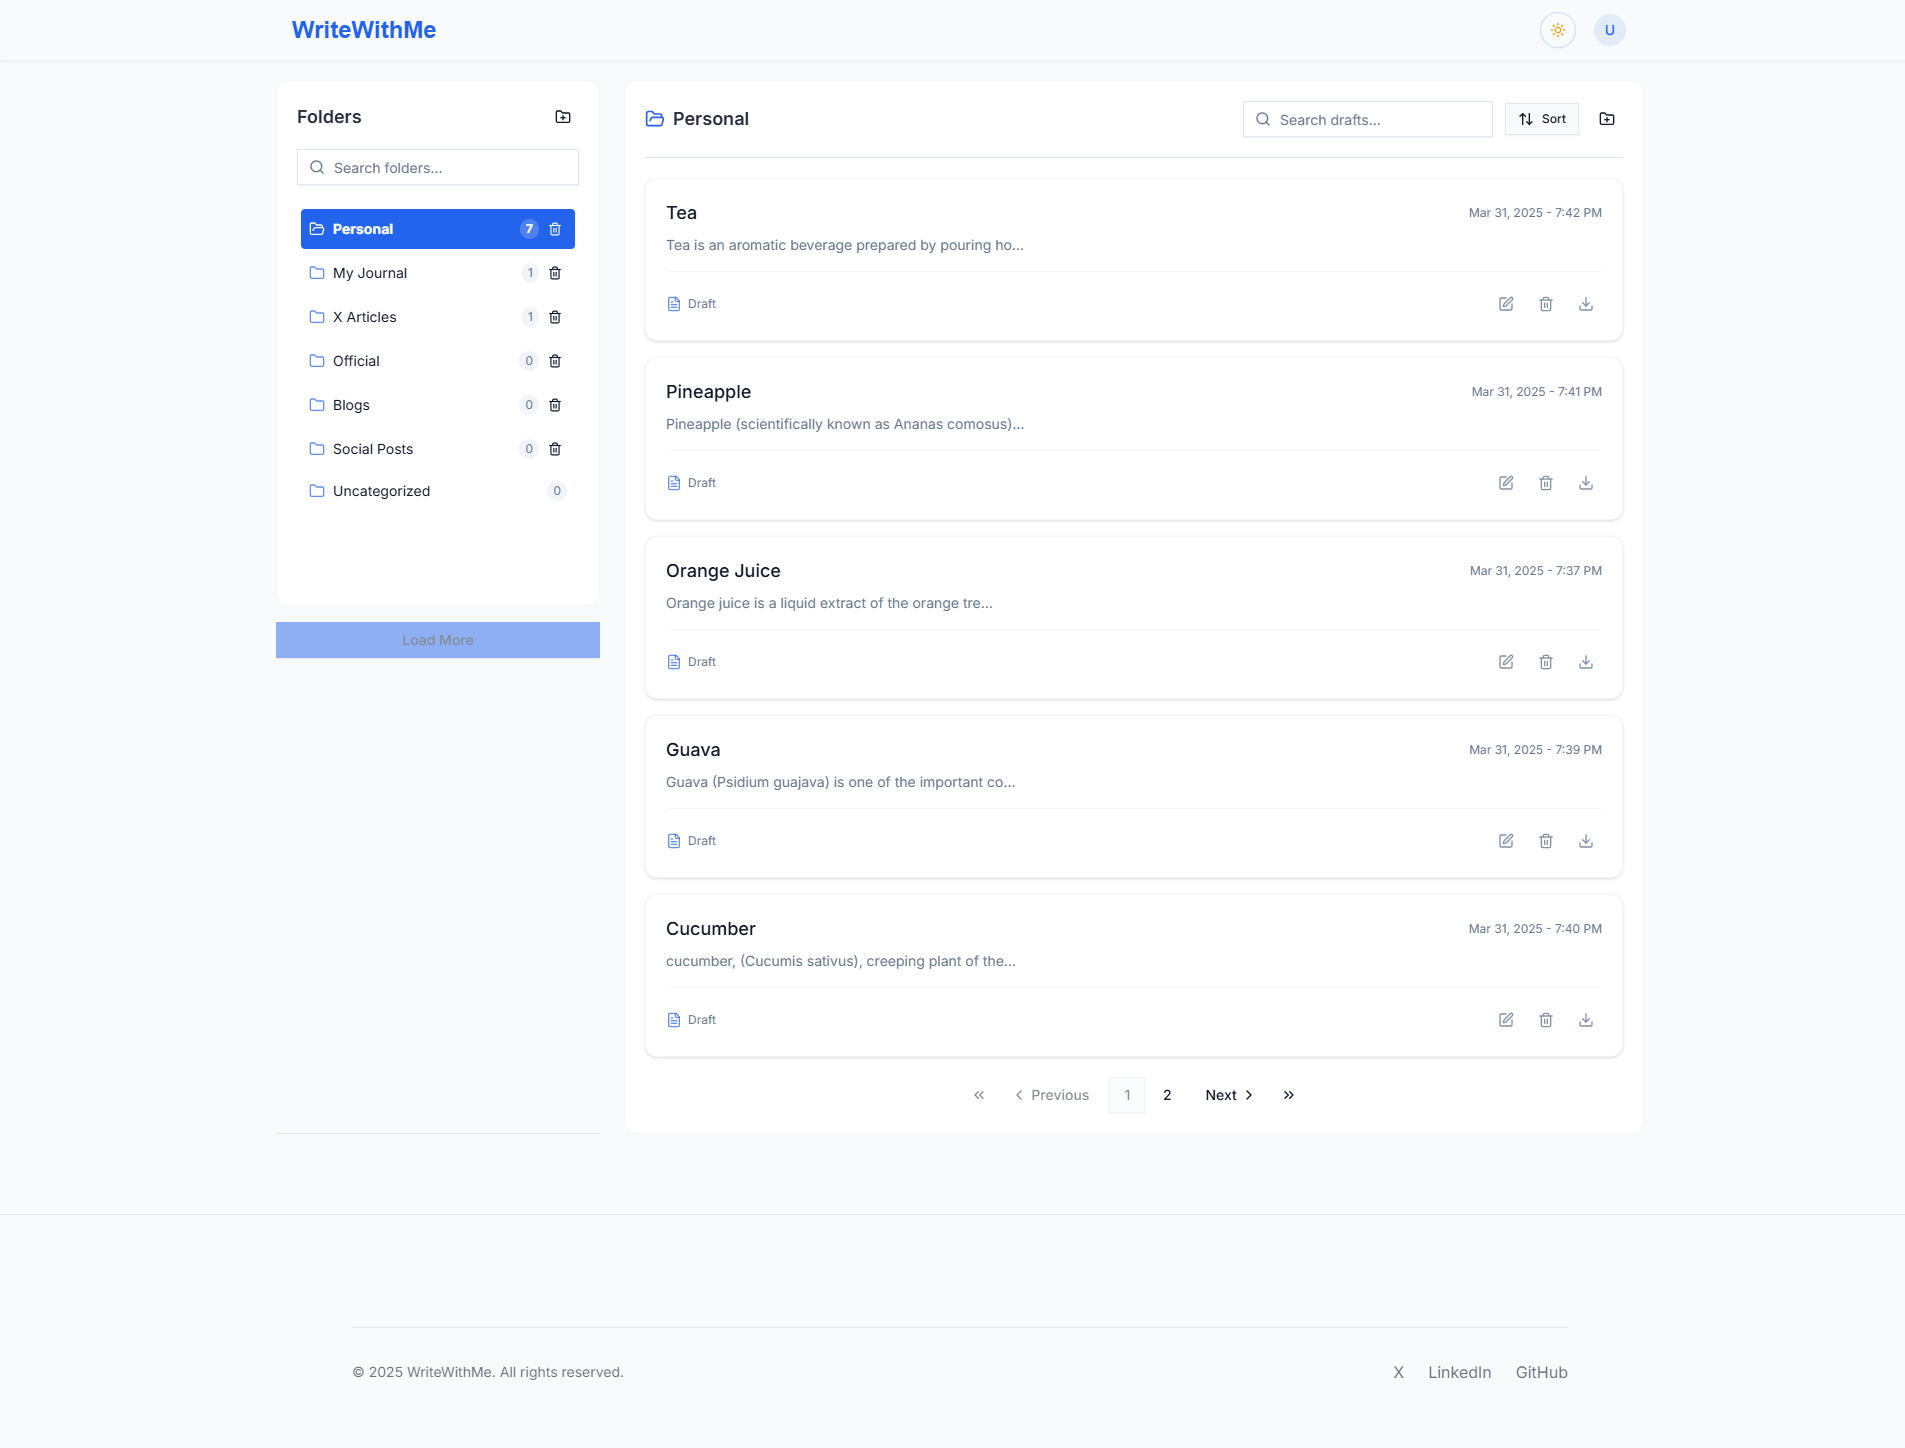 WriteWithMe
U
Folders
Search folders...
Personal 7
My Journal 1
X Articles 1
Official 0
Blogs 0
Social Posts 0
Uncategorized 0
Load More
Personal
Search drafts...
Sort
Tea
Mar 31, 2025 - 7:42 PM
Tea is an aromatic beverage prepared by pouring ho...
Draft
Pineapple
Mar 31, 2025 - 7:41 PM
Pineapple (scientifically known as Ananas comosus)...
Draft
Orange Juice
Mar 31, 2025 - 7:37 PM
Orange juice is a liquid extract of the orange tre...
Draft
Guava
Mar 31, 2025 - 7:39 PM
Guava (Psidium guajava) is one of the important co...
Draft
Cucumber
Mar 31, 2025 - 7:40 PM
cucumber, (Cucumis sativus), creeping plant of the...
Draft
Previous 1 2 Next
© 2025 WriteWithMe. All rights reserved.
X LinkedIn GitHub